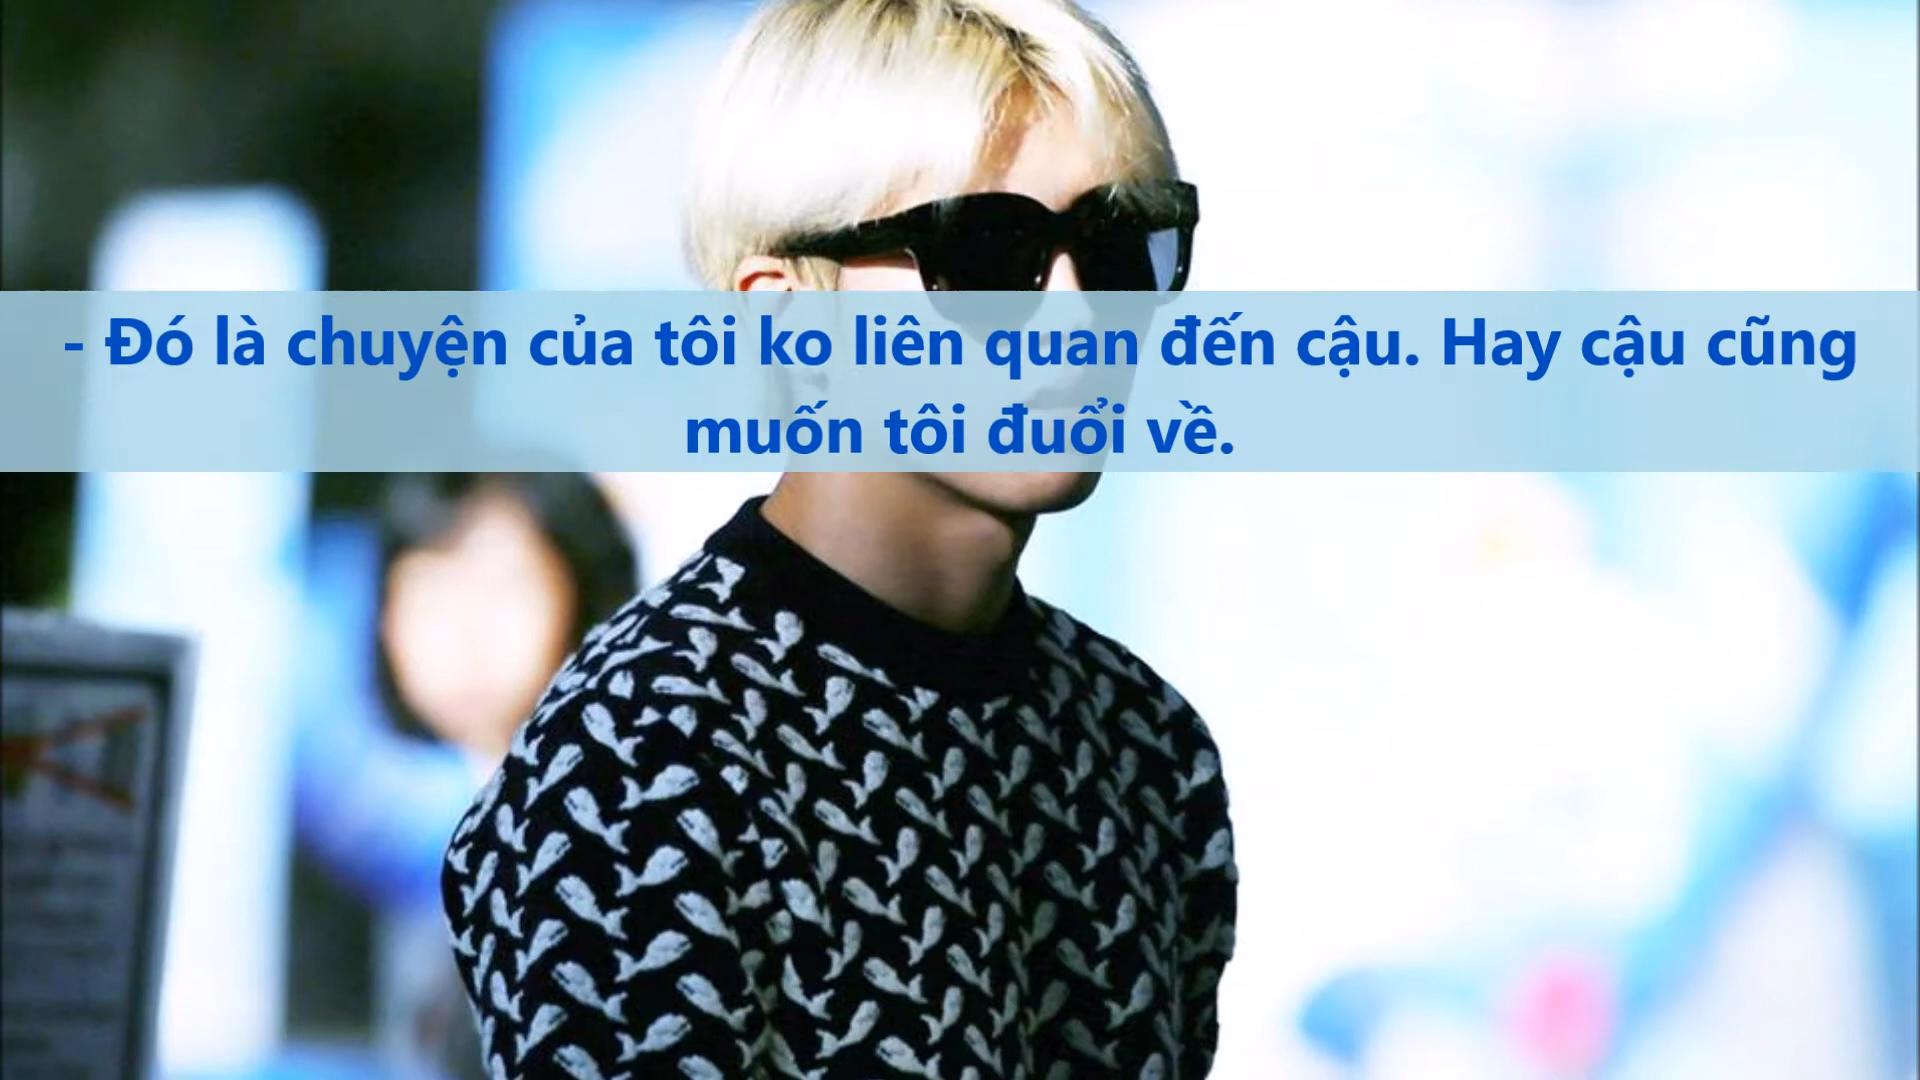 - Đó là chuyện của tôi ko liên quan đến cậu. Hay cậu cũng
muốn tôi đuổi về.